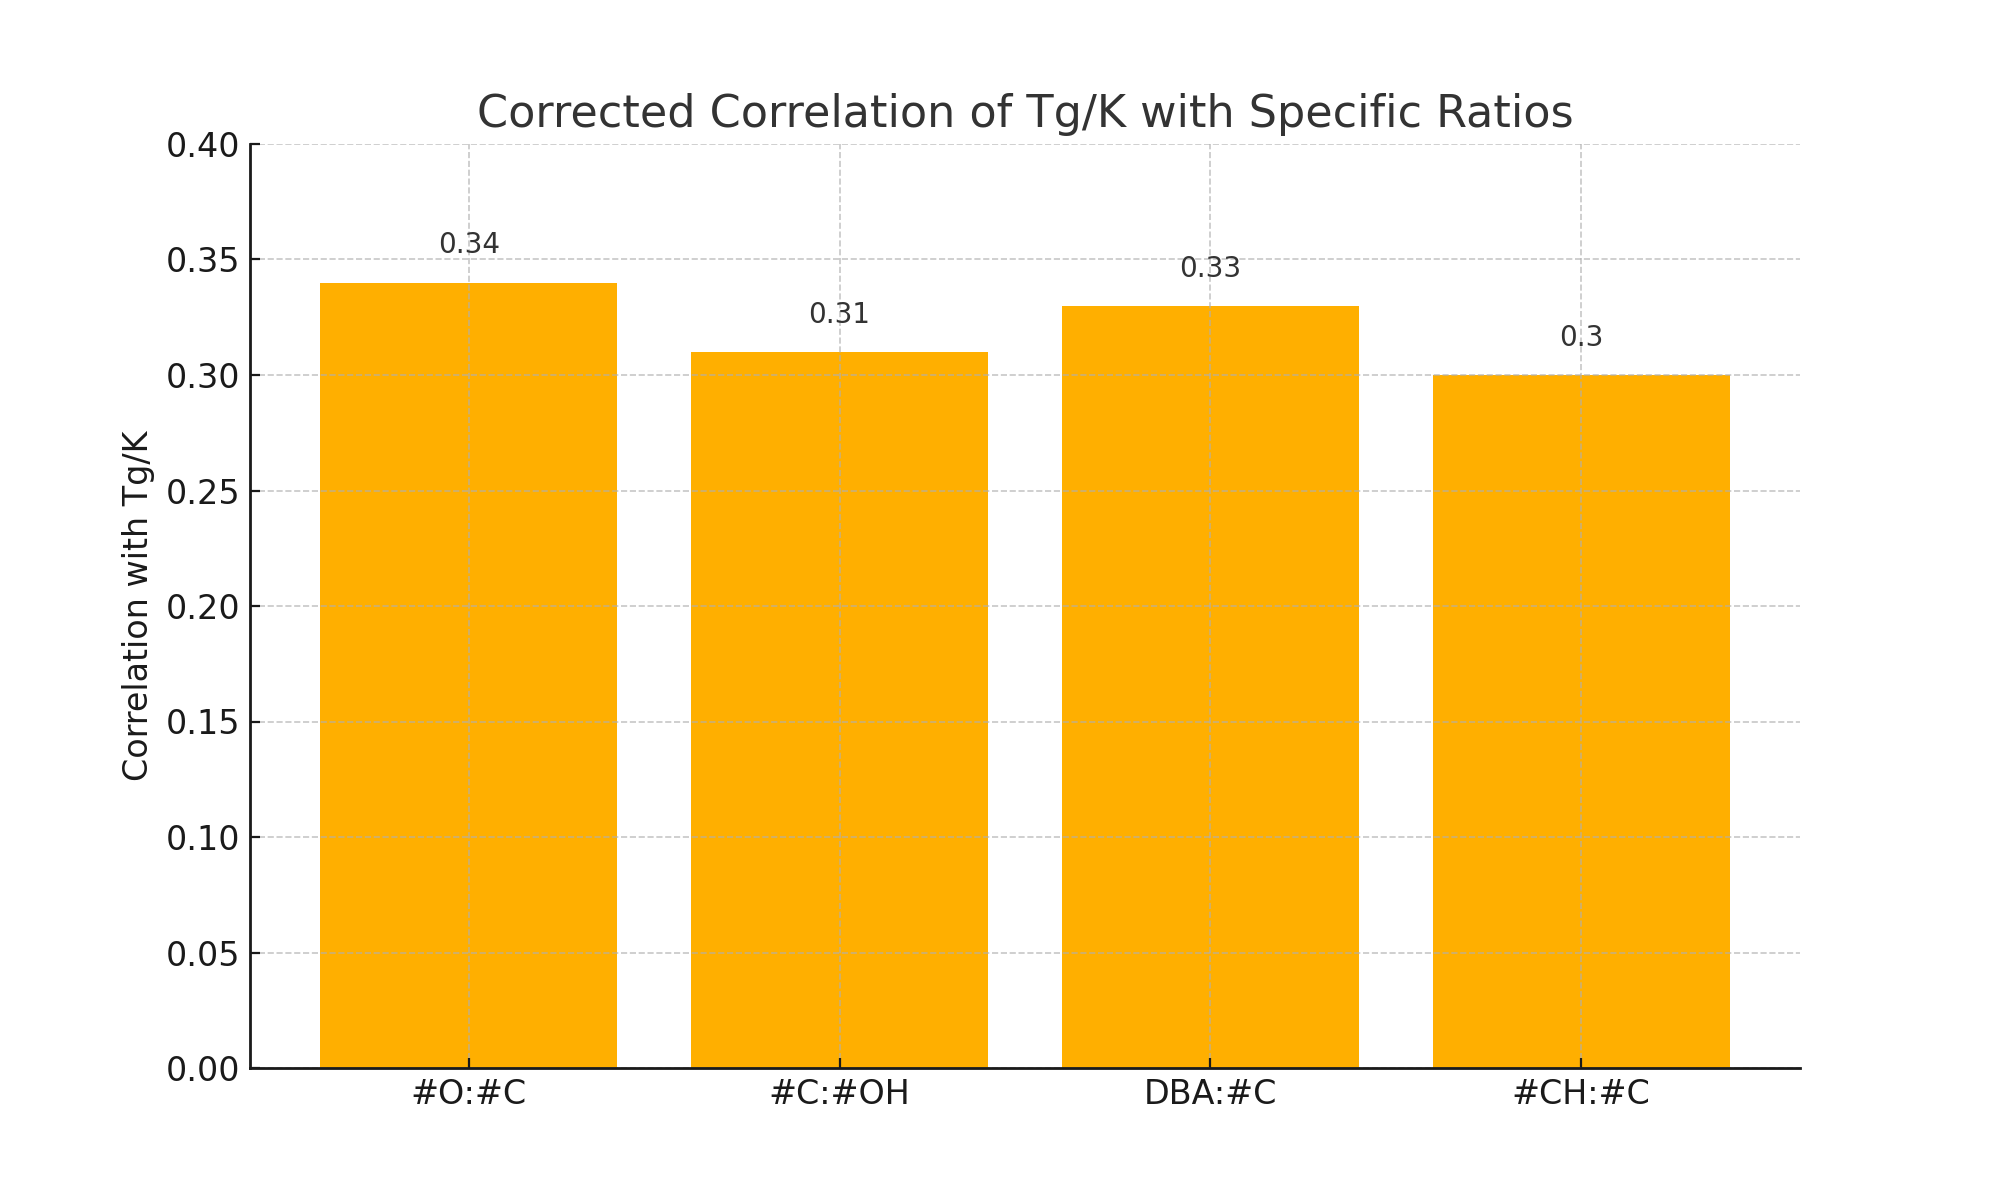 Corrected Correlation of Tg/K with Specific Ratios
Correlation with Tg/K
0.40
0.35
0.30
0.25
0.20
0.15
0.10
0.05
0.00
0.34
0.31
0.33
0.3
#O:#C
#C:#OH
DBA:#C
#CH:#C